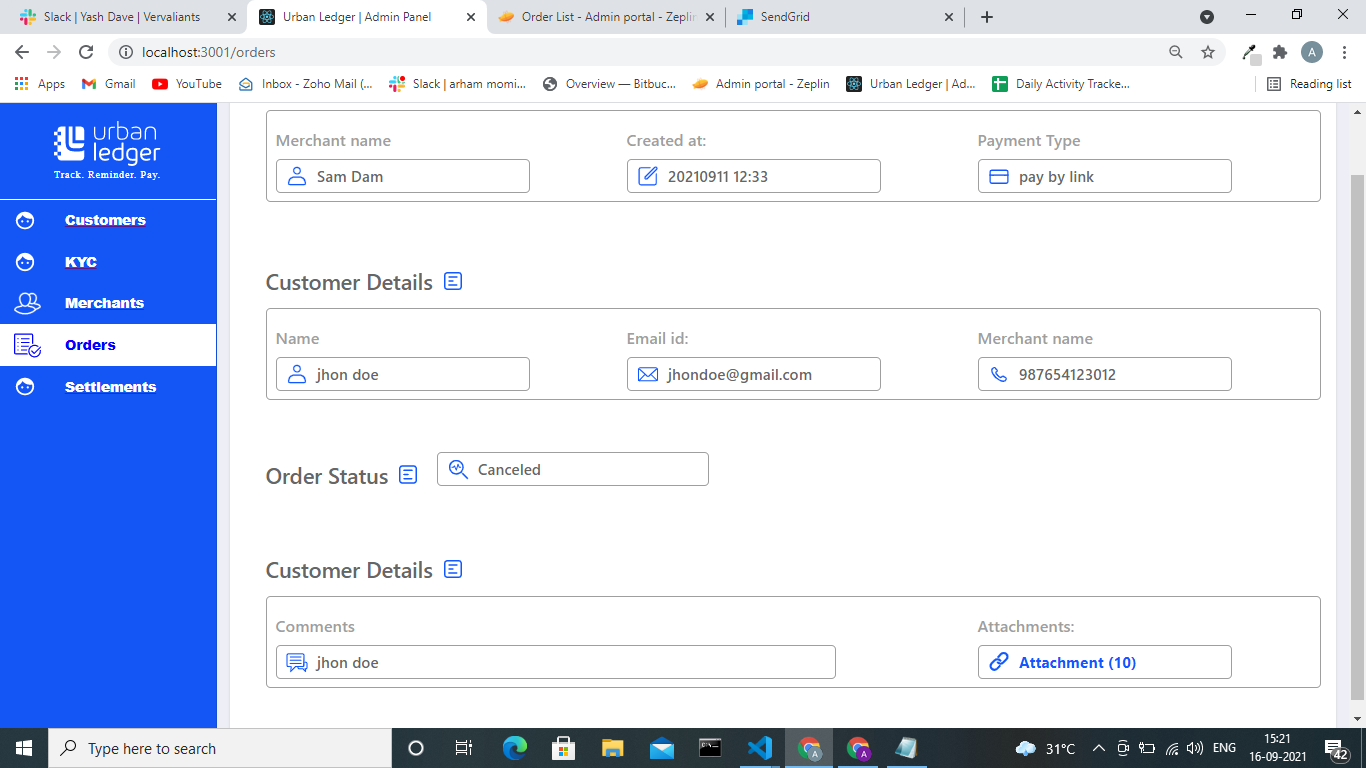 Slack | Yash Dave | Vervaliants
Urban Ledger | Admin Panel
Order List - Admin portal - Zeplin
SendGrid
localhost:3001/orders
Apps
Gmail
YouTube
Inbox - Zoho Mail (...
Slack | arham momi...
Overview — Bitbuc...
Admin portal - Zeplin
Urban Ledger | Ad...
Daily Activity Tracke...
Reading list
urban
ledger
Track. Reminder. Pay.
Customers
KYC
Merchants
Orders
Settlements
Merchant name
Created at:
Payment Type
Sam Dam
20210911 12:33
pay by link
Customer Details
Name
Email id:
Merchant name
jhon doe
jhondoe@gmail.com
987654123012
Order Status
Canceled
Customer Details
Comments
Attachments:
jhon doe
Attachment (10)
Type here to search
31°C
ENG
15:21
16-09-2021
42